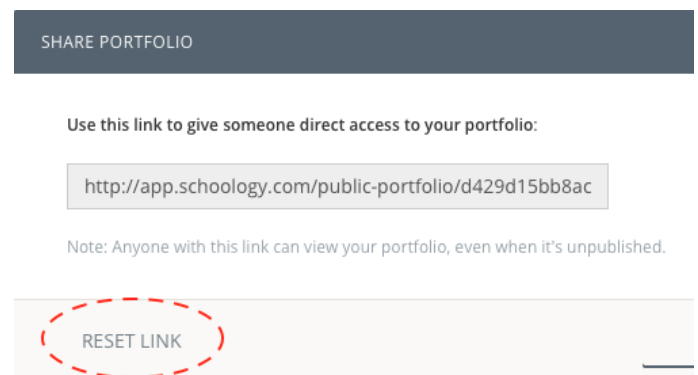 SHARE PORTFOLIO
Use this link to give someone direct access to your portfolio:
http://app.schoology.com/public-portfolio/d429d15bb8ac
Note: Anyone with this link can view your portfolio, even when it's unpublished.
RESET LINK